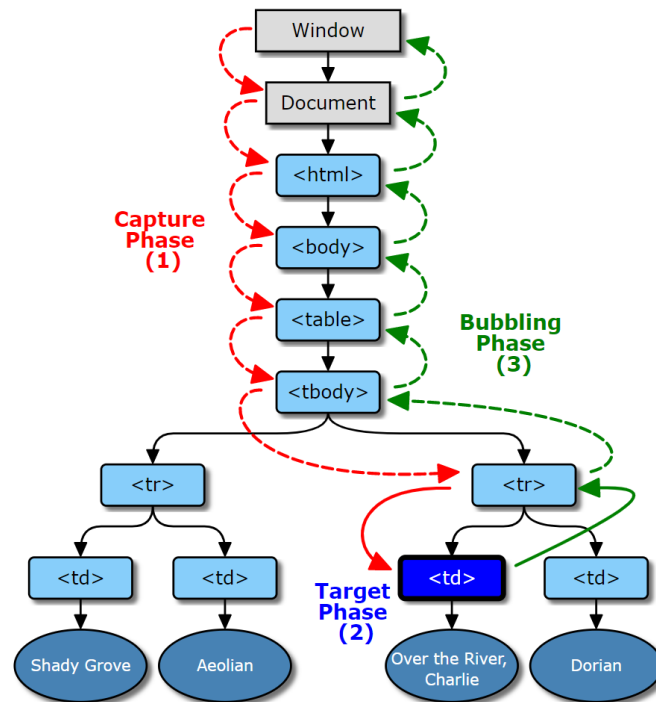 Window
Document
<html>
Capture
Phase
(1)
<body>
<table>
Bubbling
Phase
(3)
<tbody>
<tr>
<tr>
<td>
<td>
Target
Phase
(2)
<td>
<td>
Shady Grove
Aeolian
Over the River,
Charlie
Dorian